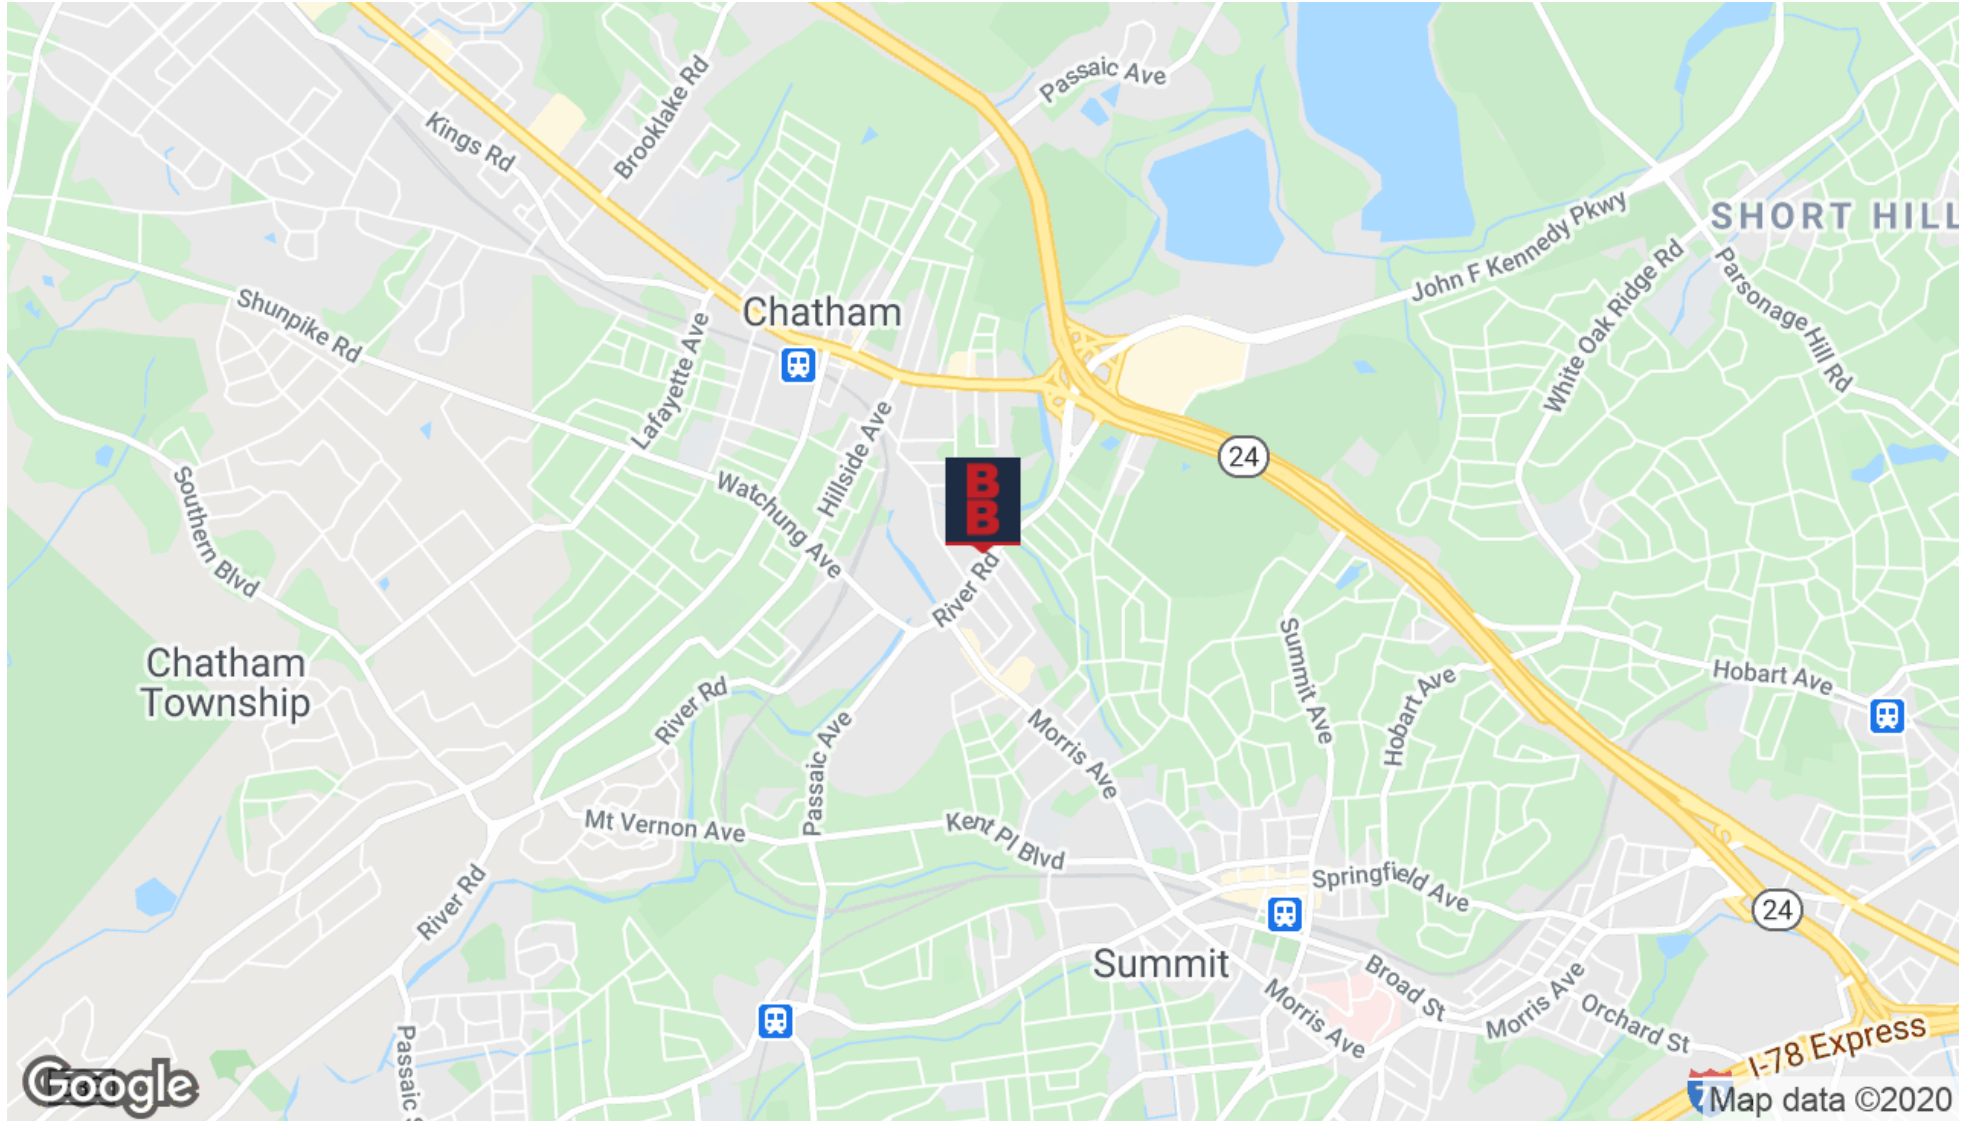 Passaic Ave
Brooklake Rd
Kings Rd
SHORT HILL
John F Kennedy Pkwy
White Oak Ridge Rd
Parsonage Hill Rd
Chatham
Shunpike Rd
Lafayette Ave
Hillside Ave
24
B
B
Watchung Ave
Southern Blvd
River Rd
Summit Ave
Hobart Ave
Hobart Ave
Chatham
Township
River Rd
Passaic Ave
Morris Ave
Mt Vernon Ave
Kent Pl Blvd
Springfield Ave
River Rd
24
Summit
Broad St
Morris Ave
Morris Ave
Orchard St
Passaic S
I-78 Express
Google
Map data ©2020